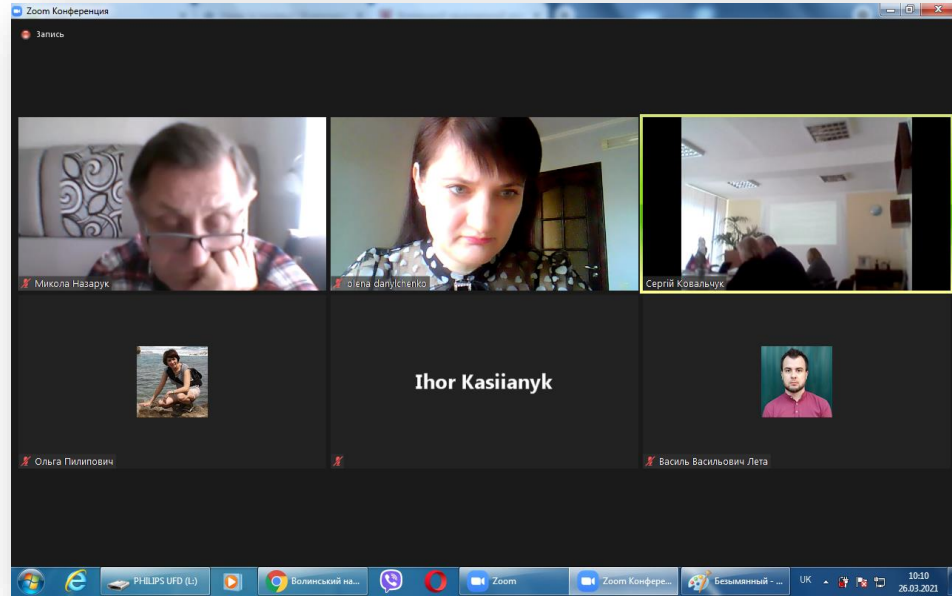 Zoom Конференция
Запись
Микола Назарук
olena danylchenko
Сергій Ковальчук
Ольга Пилипович
Ihor Kasiianyk
Василь Васильович Лета
PHILIPS UFD (L:)
Волинський на...
Zoom
Zoom Конфере...
Безымянный - ...
UK
10:10
26.03.2021